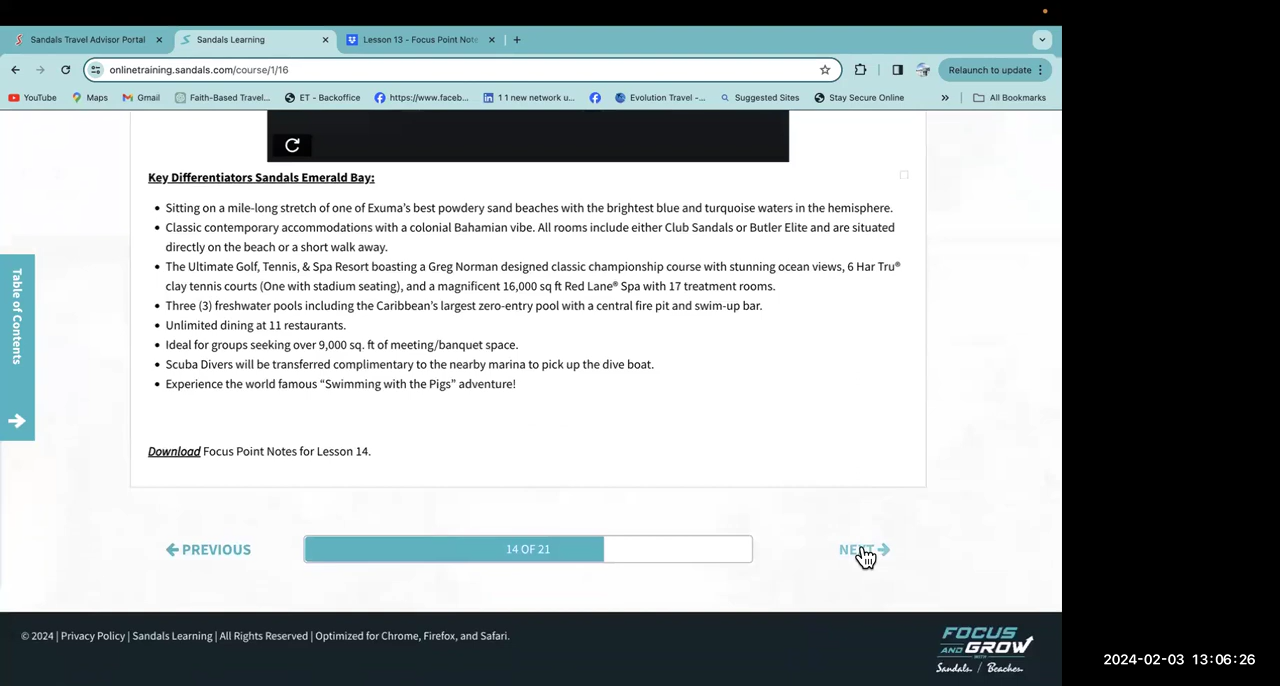 Sandals Travel Advisor Portal
Sandals Learning
Lesson 13 - Focus Point Not
onlinetraining.sandals.com/course/1/16
Relaunch to update
YouTube
Maps
Gmail
Faith-Based Travel...
ET - Backoffice
https://www.faceb...
1 1 new network u...
Evolution Travel -...
Suggested Sites
Stay Secure Online
»
All Bookmarks
Key Differentiators Sandals Emerald Bay:
• Sitting on a mile-long stretch of one of Exuma's best powdery sand beaches with the brightest blue and turquoise waters in the hemisphere.
• Classic contemporary accommodations with a colonial Bahamian vibe. All rooms include either Club Sandals or Butler Elite and are situated
directly on the beach or a short walk away.
• The Ultimate Golf, Tennis, & Spa Resort boasting a Greg Norman designed classic championship course with stunning ocean views, 6 Har Tru®
clay tennis courts (One with stadium seating), and a magnificent 16,000 sq ft Red Lane® Spa with 17 treatment rooms.
• Three (3) freshwater pools including the Caribbean's largest zero-entry pool with a central fire pit and swim-up bar.
• Unlimited dining at 11 restaurants.
• Ideal for groups seeking over 9,000 sq. ft of meeting/banquet space.
• Scuba Divers will be transferred complimentary to the nearby marina to pick up the dive boat.
• Experience the world famous “Swimming with the Pigs” adventure!
Table of Contents
Download Focus Point Notes for Lesson 14.
PREVIOUS
14 OF 21
NEXT
© 2024 | Privacy Policy | Sandals Learning | All Rights Reserved | Optimized for Chrome, Firefox, and Safari.
FOCUS
AND GROW
WITH
Sandals / Beaches
2024-02-03 13:06:26